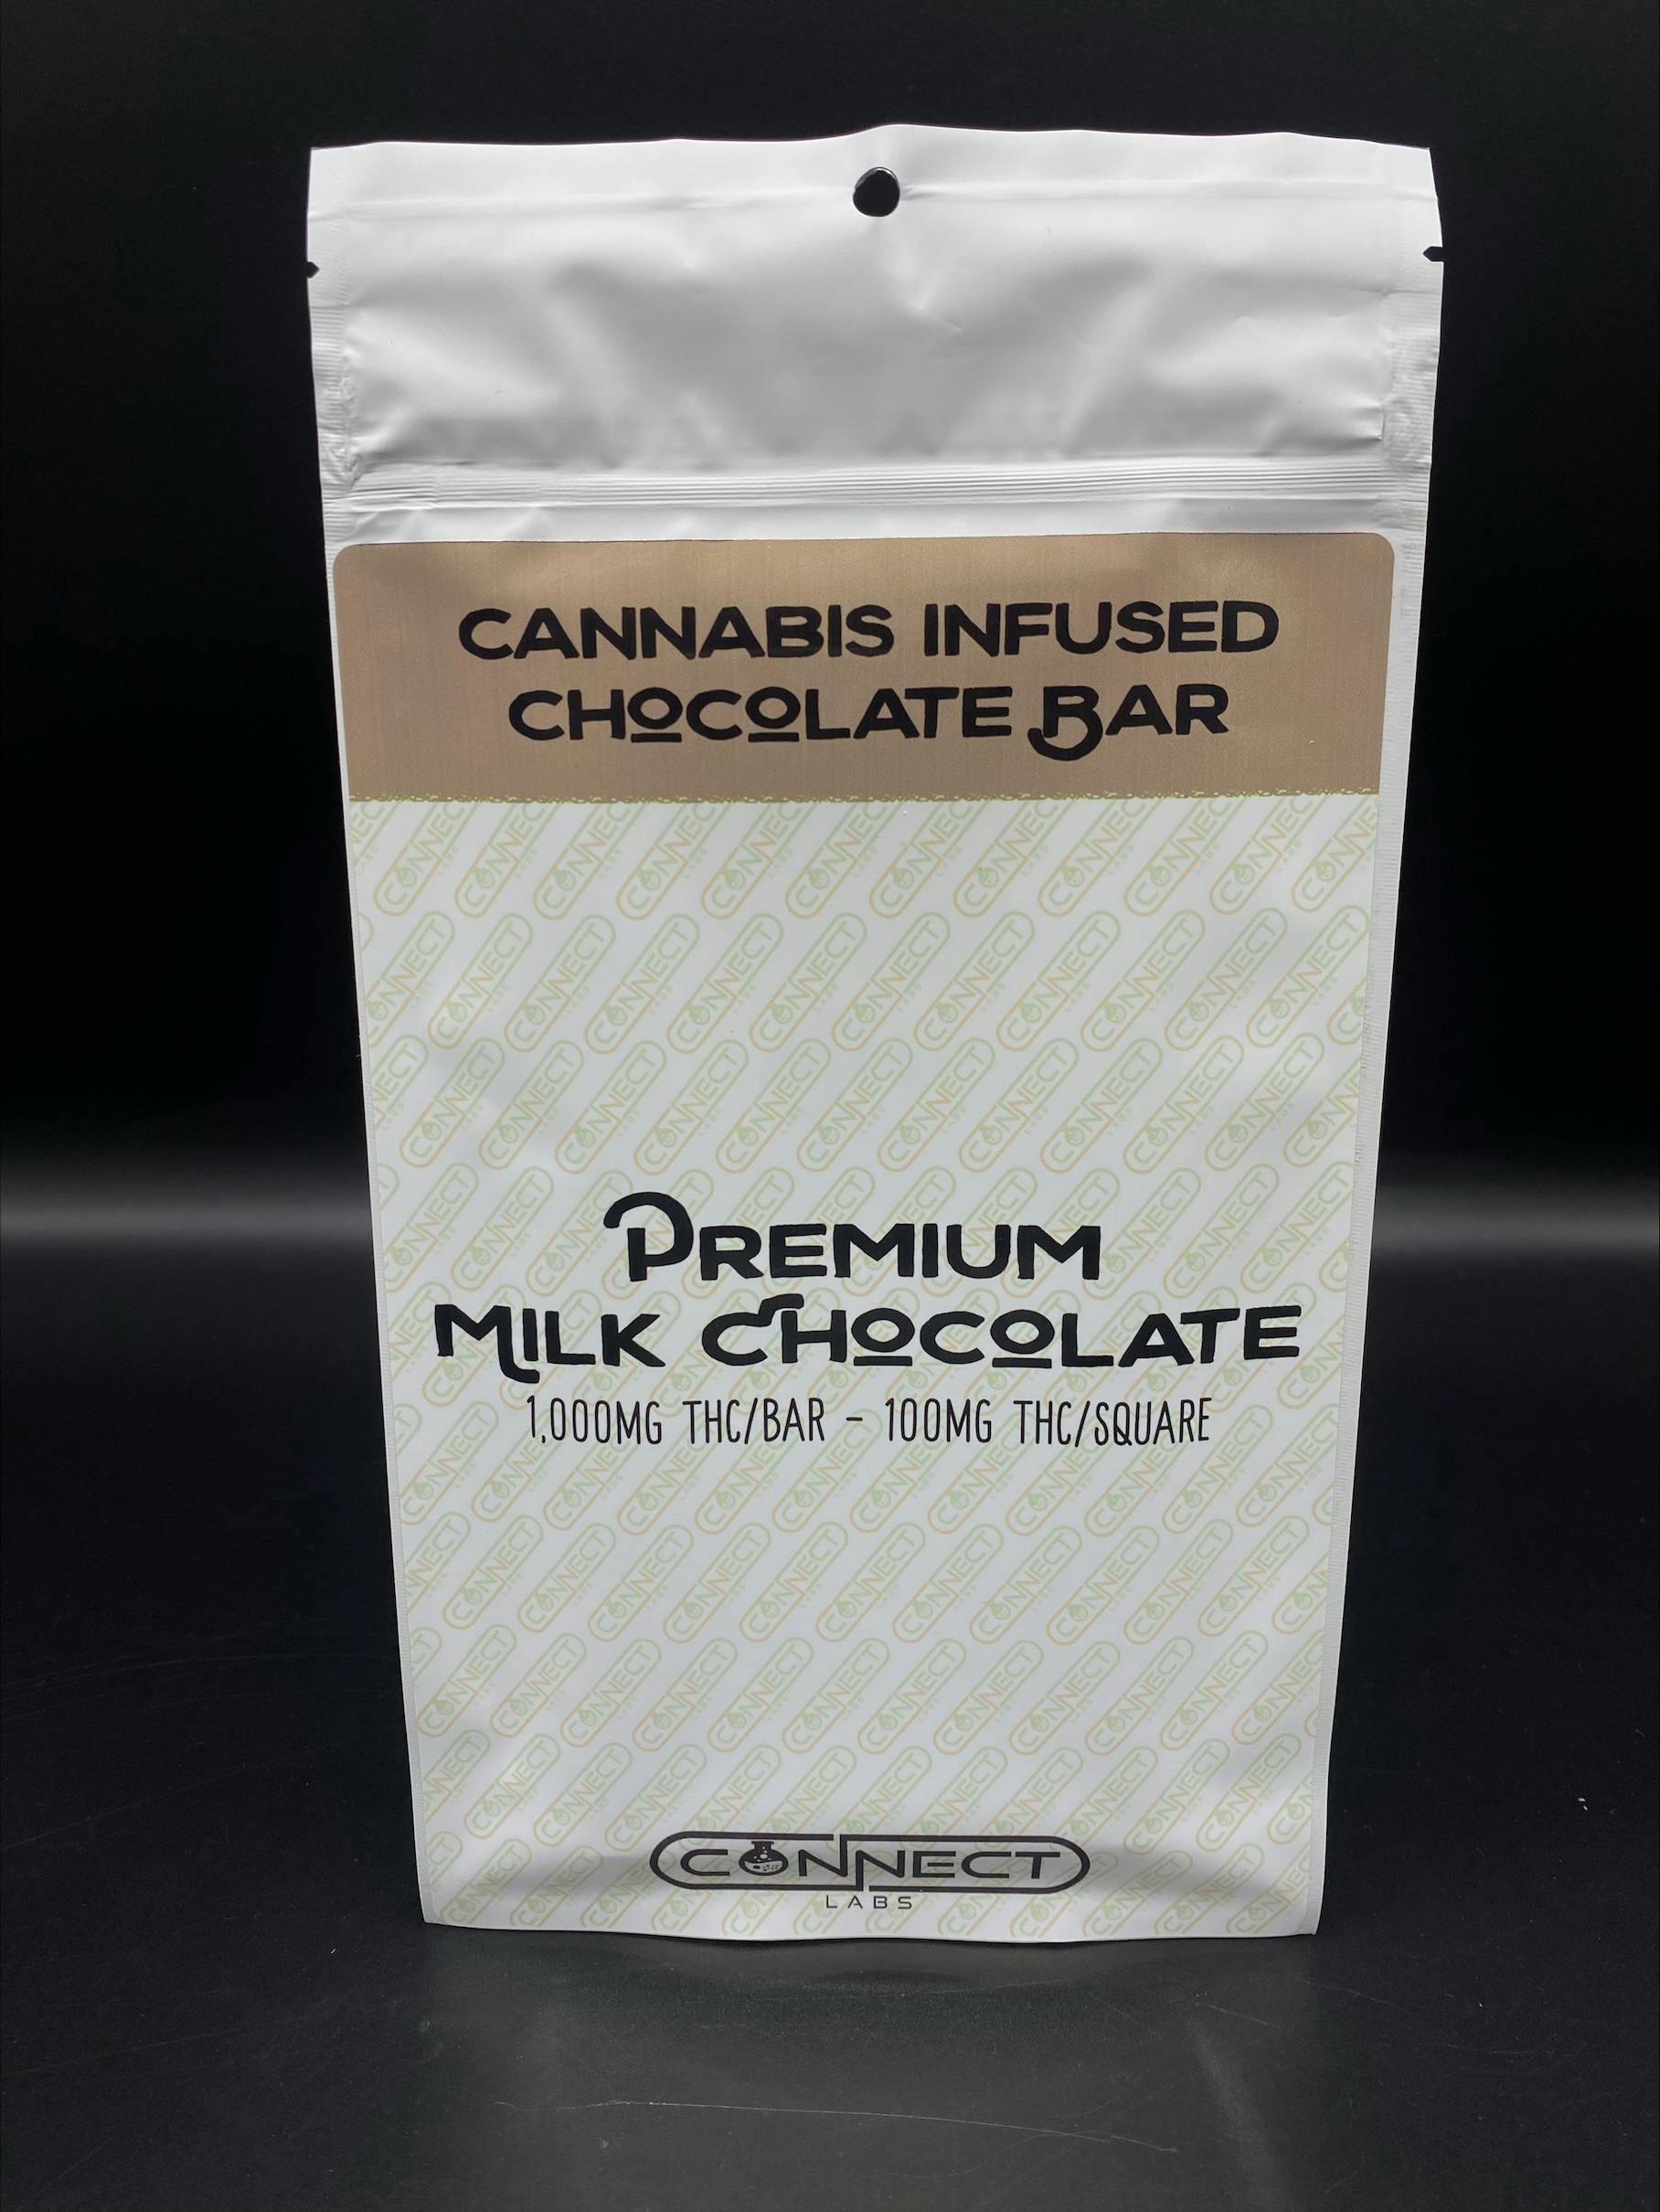 CANNABIS INFUSED
CHOCOLATE BAR
PREMIUM
MILK CHOCOLATE
1,000MG THC/BAR - 100MG THC/SQUARE
CONNECT
LABS